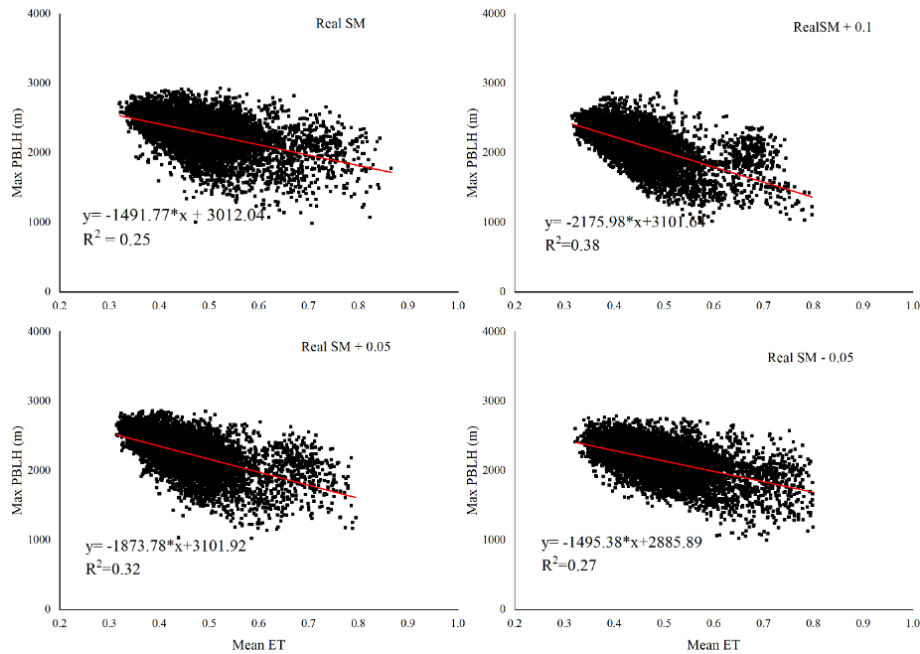 4000
Real SM
3000
Max PBLH (m)
2000
1000
y= -1491.77*x + 3012.04
R² = 0.25
0
0.2 0.3 0.4 0.5 0.6 0.7 0.8 0.9 1.0
4000
RealSM + 0.1
3000
Max PBLH (m)
2000
1000
y= -2175.98*x+3101.64
R²=0.38
0
0.2 0.3 0.4 0.5 0.6 0.7 0.8 0.9 1.0
4000
Real SM + 0.05
3000
Max PBLH (m)
2000
1000
y= -1873.78*x+3101.92
R²=0.32
0
0.2 0.3 0.4 0.5 0.6 0.7 0.8 0.9 1.0
Mean ET
4000
Real SM - 0.05
3000
Max PBLH (m)
2000
1000
y= -1495.38*x+2885.89
R²=0.27
0
0.2 0.3 0.4 0.5 0.6 0.7 0.8 0.9 1.0
Mean ET